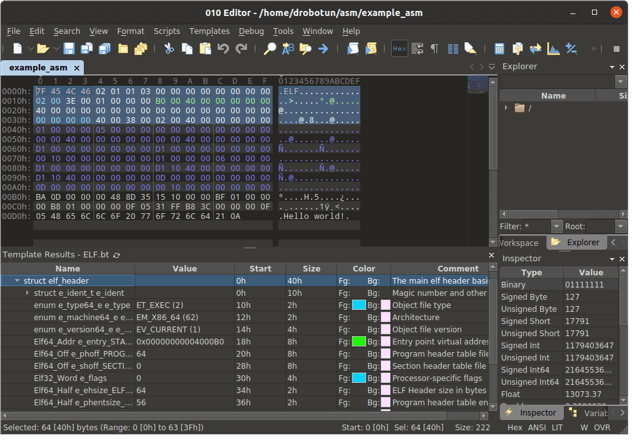 010 Editor - /home/drobotun/asm/example_asm
File Edit Search View Format Scripts Templates Debug Tools Window Help
Hex
example_asm
Explorer
0 1 2 3 4 5 6 7 8 9 A B C D E F 0123456789ABCDEF
Name Si
0000h: 7F 45 4C 46 02 01 01 03 00 00 00 00 00 00 00 00 .ELF............
/
0010h: 02 00 3E 00 01 00 00 00 B0 00 40 00 00 00 00 00 ..>.....°.@.....
0020h: 40 00 00 00 00 00 00 00 00 00 00 00 00 00 00 00 @...............
0030h: 00 00 00 00 40 00 38 00 02 00 40 00 00 00 00 00 ....@.8...@.....
0040h: 01 00 00 00 05 00 00 00 00 00 00 00 00 00 00 00
0050h: 00 00 40 00 00 00 00 00 00 00 40 00 00 00 00 00 ..@.......@.....
0060h: D1 00 00 00 00 00 00 00 D1 00 00 00 00 00 00 00 Ñ.......Ñ.......
0070h: 00 10 00 00 00 00 00 00 01 00 00 00 06 00 00 00
0080h: D1 00 00 00 00 00 00 00 D1 10 40 00 00 00 00 00 Ñ.......Ñ.@.....
0090h: D1 10 40 00 00 00 00 00 0D 00 00 00 00 00 00 00 Ñ.@.............
00A0h: 0D 00 00 00 00 00 00 00 00 10 00 00 00 00 00 00
00B0h: BA 0D 00 00 00 48 8D 35 15 10 00 00 BF 01 00 00 º....H.5....¿...
00C0h: 00 B8 01 00 00 00 0F 05 31 FF B8 3C 00 00 00 0F .¸......1ÿ¸<....
00D0h: 05 48 65 6C 6C 6F 20 77 6F 72 6C 64 21 0A .Hello world!.
Filter: * Root:
Workspace Explorer
Template Results - ELF.bt
Inspector
Name Value Start Size Color Comment
Type Value
struct elf_header 0h 40h Fg: Bg: The main elf header basi
Binary 01111111
struct e_ident_t e_ident 0h 10h Fg: Bg: Magic number and other
Signed Byte 127
enum e_type64_e e_type ET_EXEC (2) 10h 2h Fg: Bg: Object file type
Unsigned Byte 127
enum e_machine64_e e... EM_X86_64 (62) 12h 2h Fg: Bg: Architecture
Signed Short 17791
enum e_version64_e e... EV_CURRENT (1) 14h 4h Fg: Bg: Object file version
Unsigned Short 17791
Elf64_Addr e_entry_STA... 0x00000000004000B0 18h 8h Fg: Bg: Entry point virtual addre
Signed Int 1179403647
Elf64_Off e_phoff_PROG... 64 20h 8h Fg: Bg: Program header table file
Unsigned Int 1179403647
Elf64_Off e_shoff_SECTI... 0 28h 8h Fg: Bg: Section header table file
Signed Int64 21645536...
Elf32_Word e_flags 0 30h 4h Fg: Bg: Processor-specific flags
Unsigned Int64 21645536...
Elf64_Half e_ehsize_ELF... 64 34h 2h Fg: Bg: ELF Header size in bytes
Float 13073.37
Elf64_Half e_phentsize_... 56 36h 2h Fg: Bg: Program header table en
Inspector Variab
Selected: 64 [40h] bytes (Range: 0 [0h] to 63 [3Fh]) Start: 0 [0h] Sel: 64 [40h] Size: 222 Hex ANSI LIT W OVR